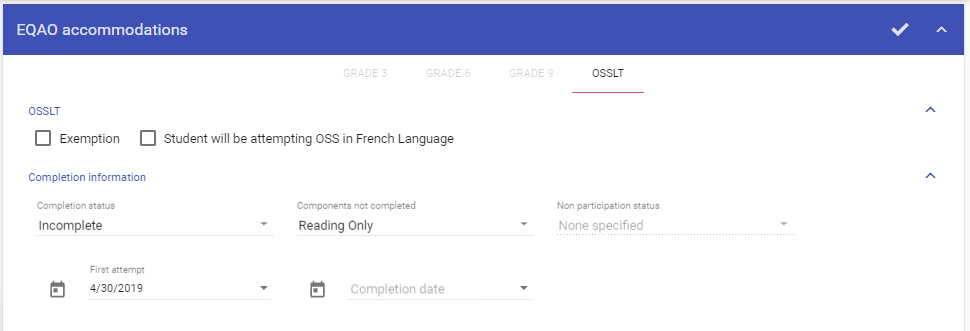 EQAO accommodations
GRADE 3 GRADE 6 GRADE 9 OSSLT
OSSLT
Exemption Student will be attempting OSS in French Language
Completion information
Completion status Components not completed Non participation status
Incomplete Reading Only None specified
First attempt
4/30/2019 Completion date